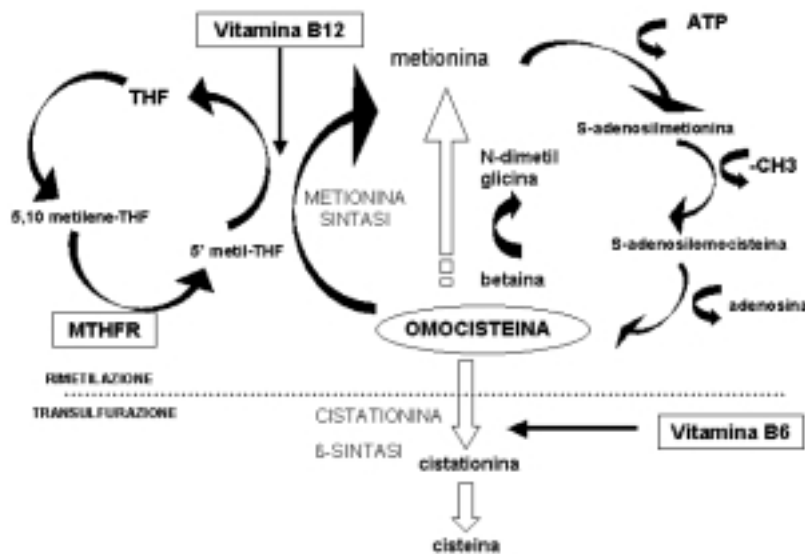 Vitamina B12
ATP
metionina
THF
S-adenosilmetionina
N-dimetil
glicina
-CH3
METIONINA
SINTASI
5,10 metilene-THF
5' metil-THF
S-adenosilomocisteina
betaina
adenosina
MTHFR
OMOCISTEINA
RIMETILAZIONE
TRANSULFURAZIONE
CISTATIONINA
ß-SINTASI
Vitamina B6
cistationina
cisteina